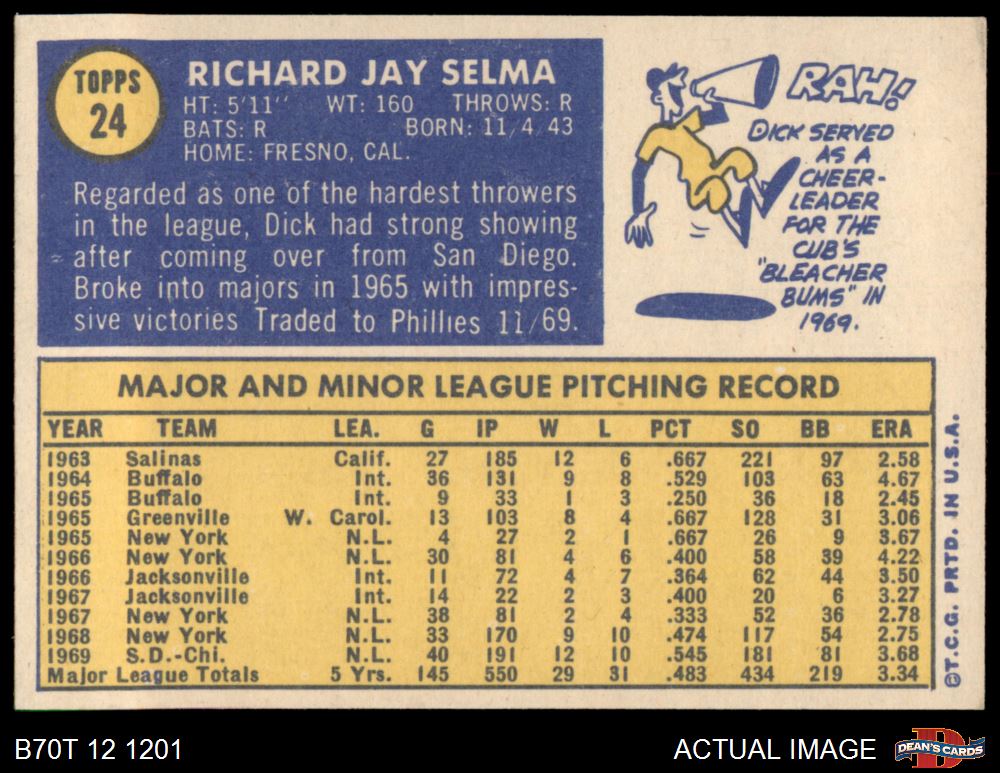 TOPPS
24
RICHARD JAY SELMA
HT: 5'11" WT: 160 THROWS: R
BATS: R BORN: 11/4/43
HOME: FRESNO, CAL.
Regarded as one of the hardest throwers
in the league, Dick had strong showing
after coming over from San Diego.
Broke into majors in 1965 with impres-
sive victories Traded to Phillies 11/69.
RAH!
DICK SERVED
AS A
CHEER-
LEADER
FOR THE
CUB'S
"BLEACHER
BUMS" IN
1969.
MAJOR AND MINOR LEAGUE PITCHING RECORD
YEAR TEAM LEA. G IP W L PCT SO BB ERA
1963 Salinas Calif. 27 185 12 6 .667 221 97 2.58
1964 Buffalo Int. 36 131 9 8 .529 103 63 4.67
1965 Buffalo Int. 9 33 1 3 .250 36 18 2.45
1965 Greenville W. Carol. 13 103 8 4 .667 128 31 3.06
1965 New York N.L. 4 27 2 1 .667 26 9 3.67
1966 New York N.L. 30 81 4 6 .400 58 39 4.22
1966 Jacksonville Int. 11 72 4 7 .364 62 44 3.50
1967 Jacksonville Int. 14 22 2 3 .400 20 6 3.27
1967 New York N.L. 38 81 2 4 .333 52 36 2.78
1968 New York N.L. 33 170 9 10 .474 117 54 2.75
1969 S.D.-Chi. N.L. 40 191 12 10 .545 181 81 3.68
Major League Totals 5 Yrs. 145 550 29 31 .483 434 219 3.34
©T.C.G. PRTD. IN U.S.A.
B70T 12 1201
ACTUAL IMAGE
D
DEAN'S CARDS